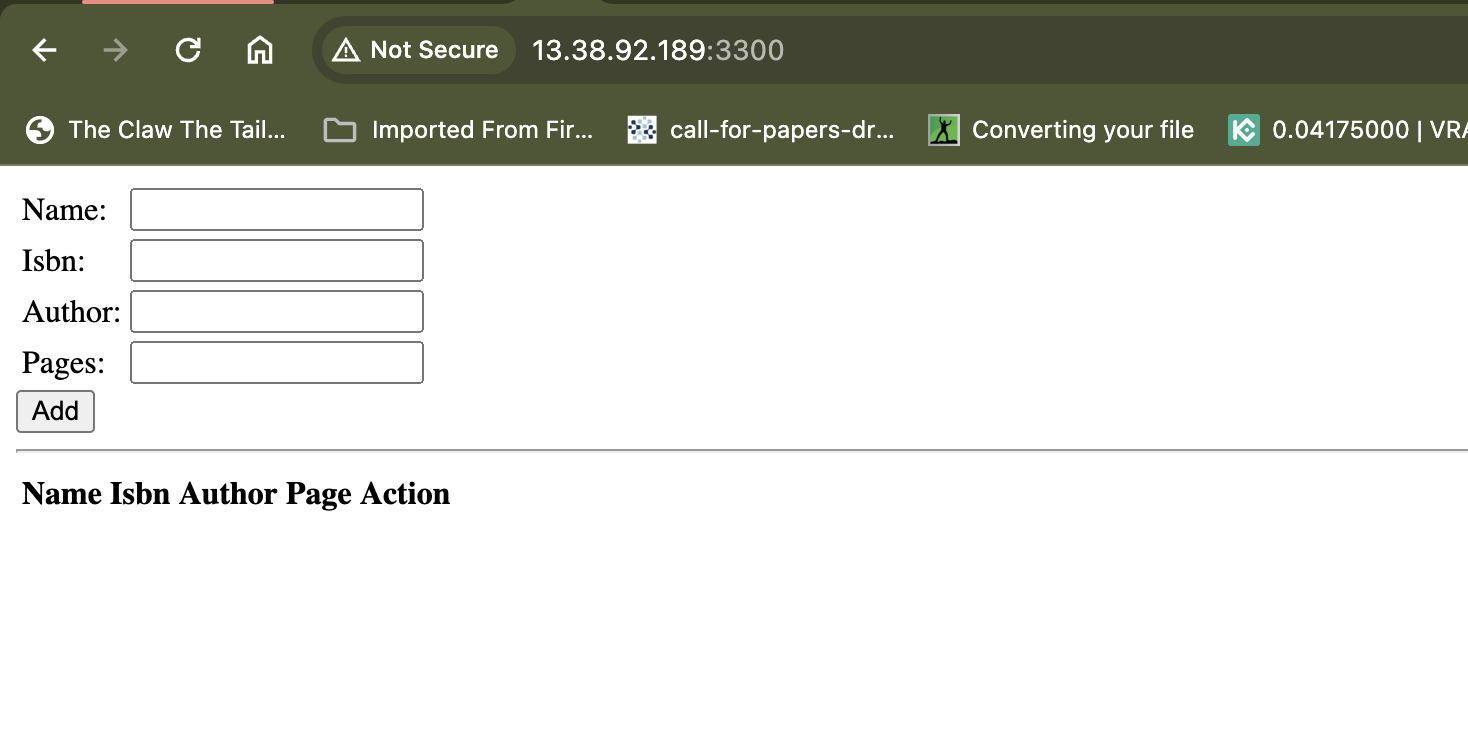 Not Secure 13.38.92.189:3300
The Claw The Tail... Imported From Fir... call-for-papers-dr... Converting your file 0.04175000 | VRA
Name:
Isbn:
Author:
Pages:
Add
Name Isbn Author Page Action